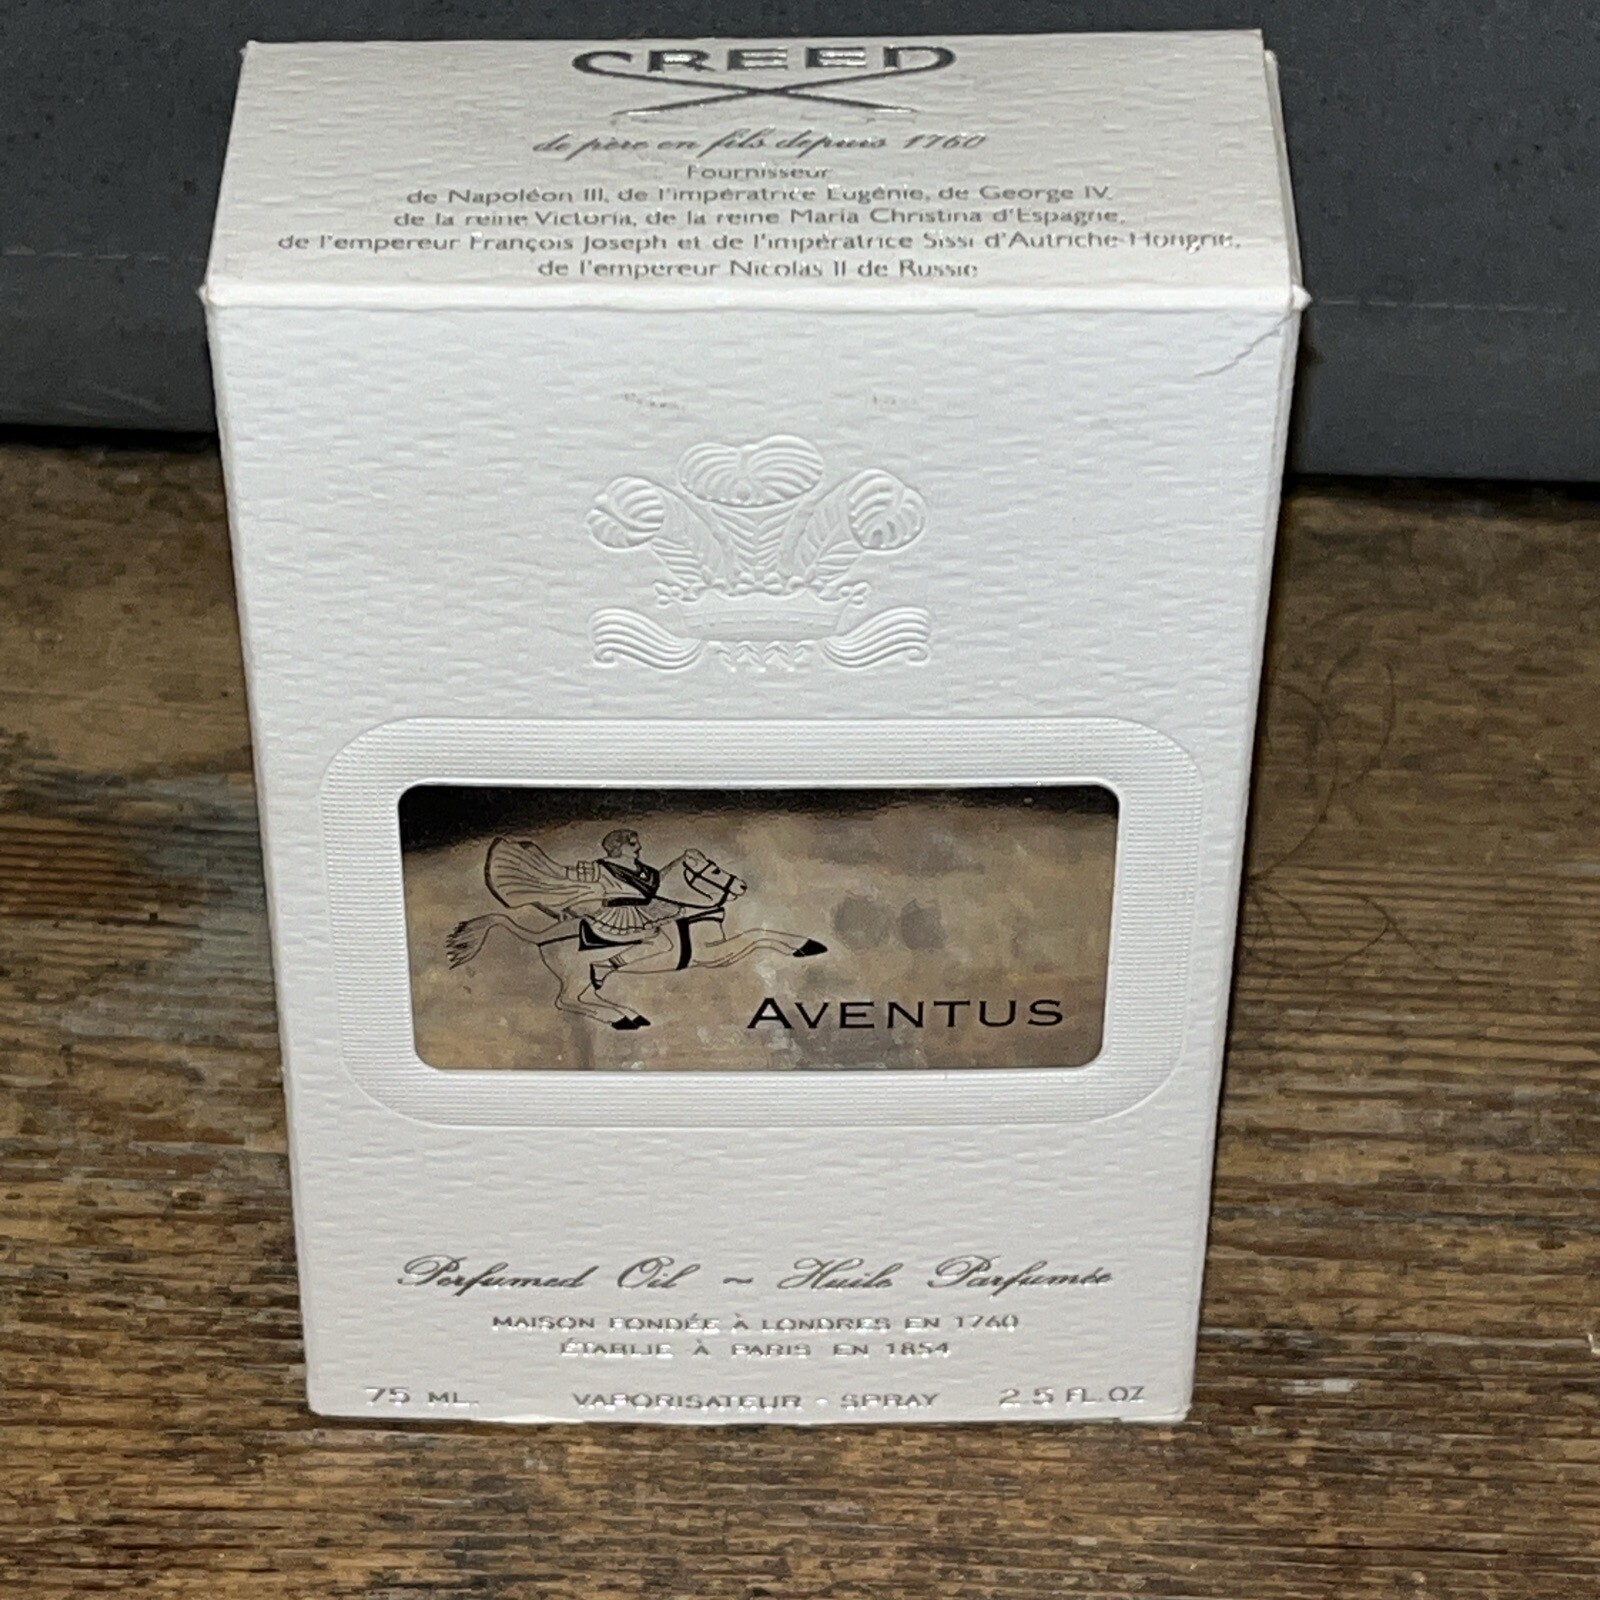 CREED
de père en fils depuis 1760
Fournisseur
de Napoléon III, de l'impératrice Eugénie, de George IV,
de la reine Victoria, de la reine Maria Christina d'Espagne,
de l'empereur François Joseph et de l'impératrice Sissi d'Autriche-Hongrie,
de l'empereur Nicolas II de Russie
AVENTUS
Perfumed Oil ~ Huile Parfumée
MAISON FONDÉE À LONDRES EN 1760
ÉTABLIE À PARIS EN 1854
75 ML. VAPORISATEUR - SPRAY 2.5 FL.OZ